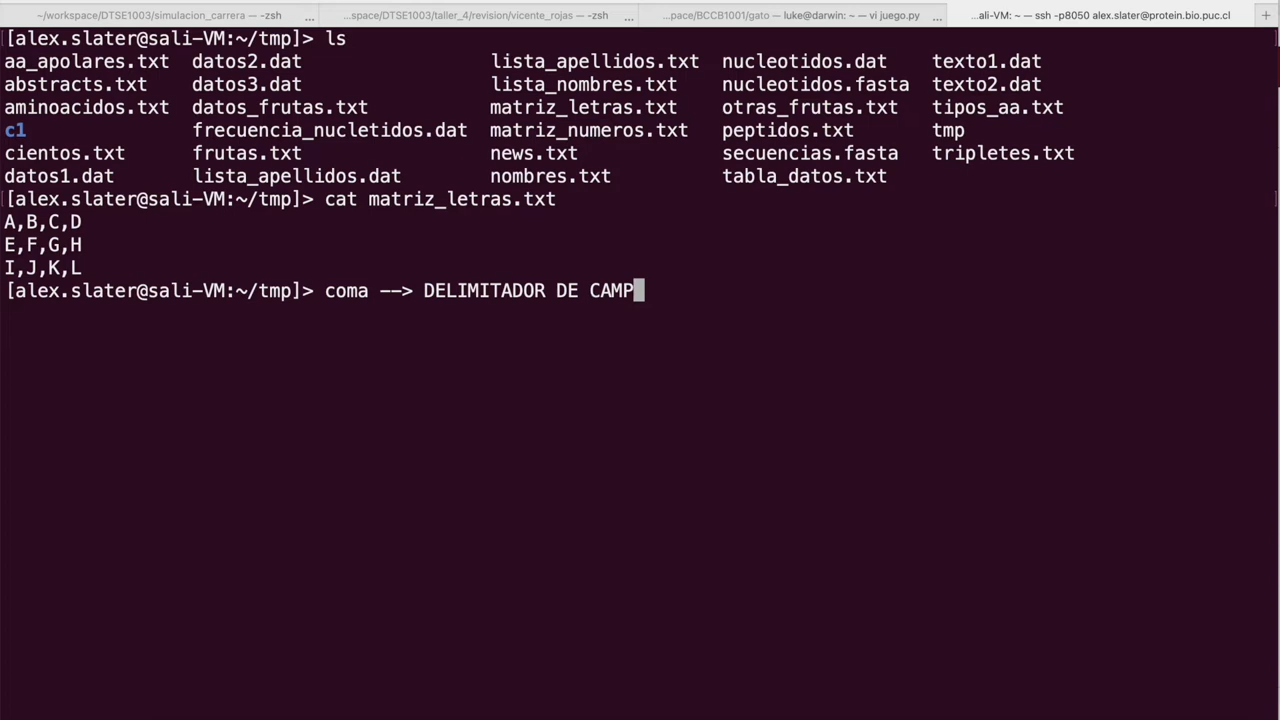 ~/workspace/DTSE1003/simulacion_carrera — -zsh ... ...space/DTSE1003/taller_4/revision/vicente_rojas — -zsh ... ...pace/BCCB1001/gato — luke@darwin: ~ — vi juego.py ... ...ali-VM: ~ — ssh -p8050 alex.slater@protein.bio.puc.cl +
[alex.slater@sali-VM:~/tmp]> ls
aa_apolares.txt datos2.dat lista_apellidos.txt nucleotidos.dat texto1.dat
abstracts.txt datos3.dat lista_nombres.txt nucleotidos.fasta texto2.dat
aminoacidos.txt datos_frutas.txt matriz_letras.txt otras_frutas.txt tipos_aa.txt
c1 frecuencia_nucletidos.dat matriz_numeros.txt peptidos.txt tmp
cientos.txt frutas.txt news.txt secuencias.fasta tripletes.txt
datos1.dat lista_apellidos.dat nombres.txt tabla_datos.txt
[alex.slater@sali-VM:~/tmp]> cat matriz_letras.txt
A,B,C,D
E,F,G,H
I,J,K,L
[alex.slater@sali-VM:~/tmp]> coma --> DELIMITADOR DE CAMP